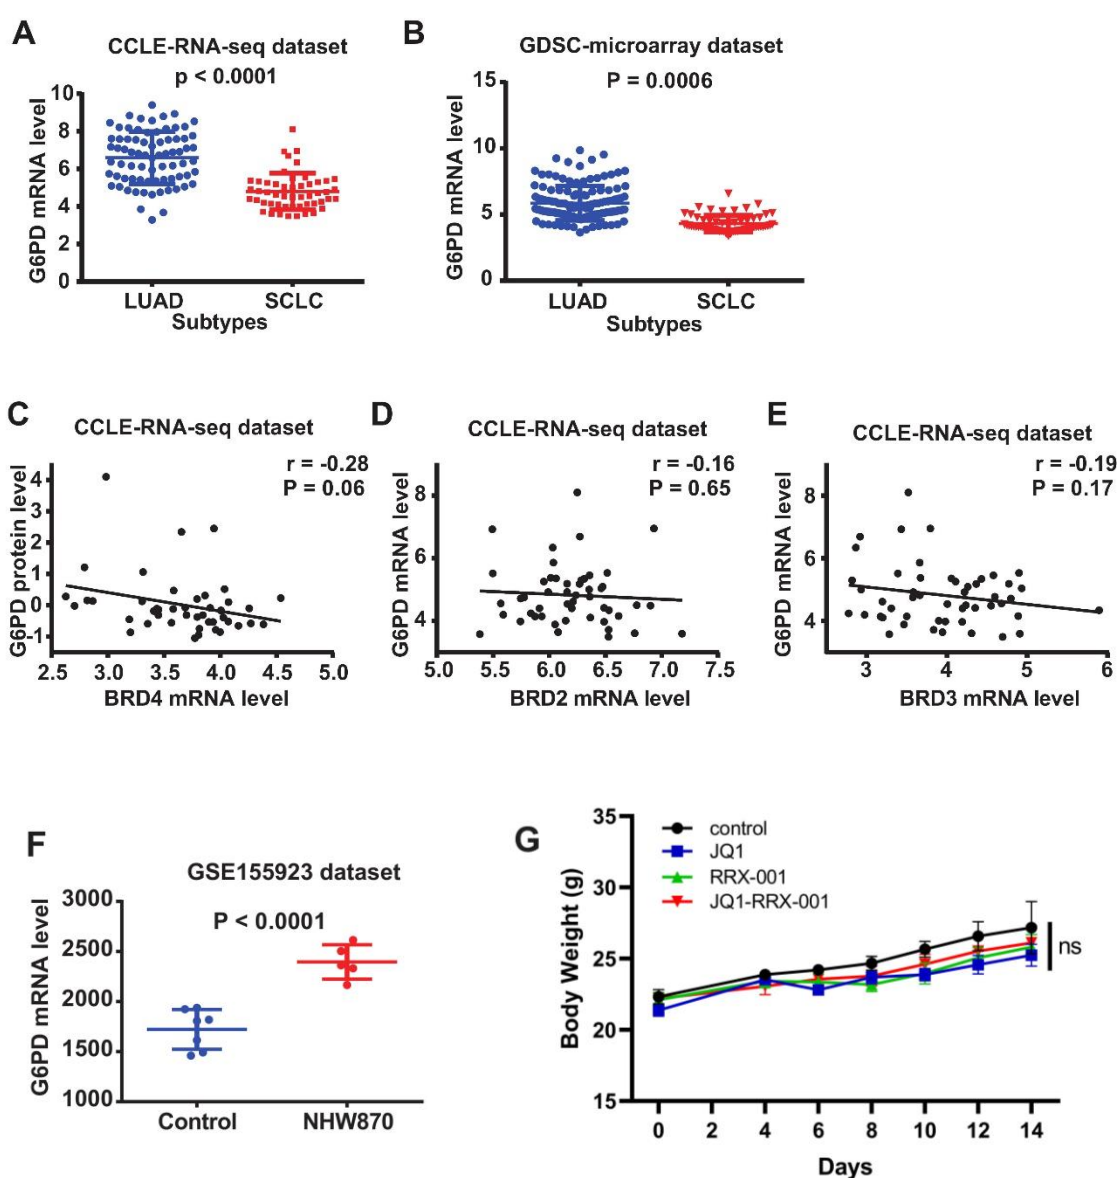 A
CCLE-RNA-seq dataset
p < 0.0001
G6PD mRNA level
10
8
6
4
2
0
LUAD SCLC
Subtypes
B
GDSC-microarray dataset
P = 0.0006
G6PD mRNA level
15
10
5
0
LUAD SCLC
Subtypes
C
CCLE-RNA-seq dataset
r = -0.28
P = 0.06
G6PD protein level
4
3
2
1
0
-1
2.5 3.0 3.5 4.0 4.5 5.0
BRD4 mRNA level
D
CCLE-RNA-seq dataset
r = -0.16
P = 0.65
G6PD mRNA level
8
6
4
5.0 5.5 6.0 6.5 7.0 7.5
BRD2 mRNA level
E
CCLE-RNA-seq dataset
r = -0.19
P = 0.17
G6PD mRNA level
8
6
4
3 4 5 6
BRD3 mRNA level
F
GSE155923 dataset
P < 0.0001
G6PD mRNA level
3000
2500
2000
1500
1000
Control NHW870
G
control
JQ1
RRX-001
JQ1-RRX-001
ns
Body Weight (g)
35
30
25
20
15
0 2 4 6 8 10 12 14
Days